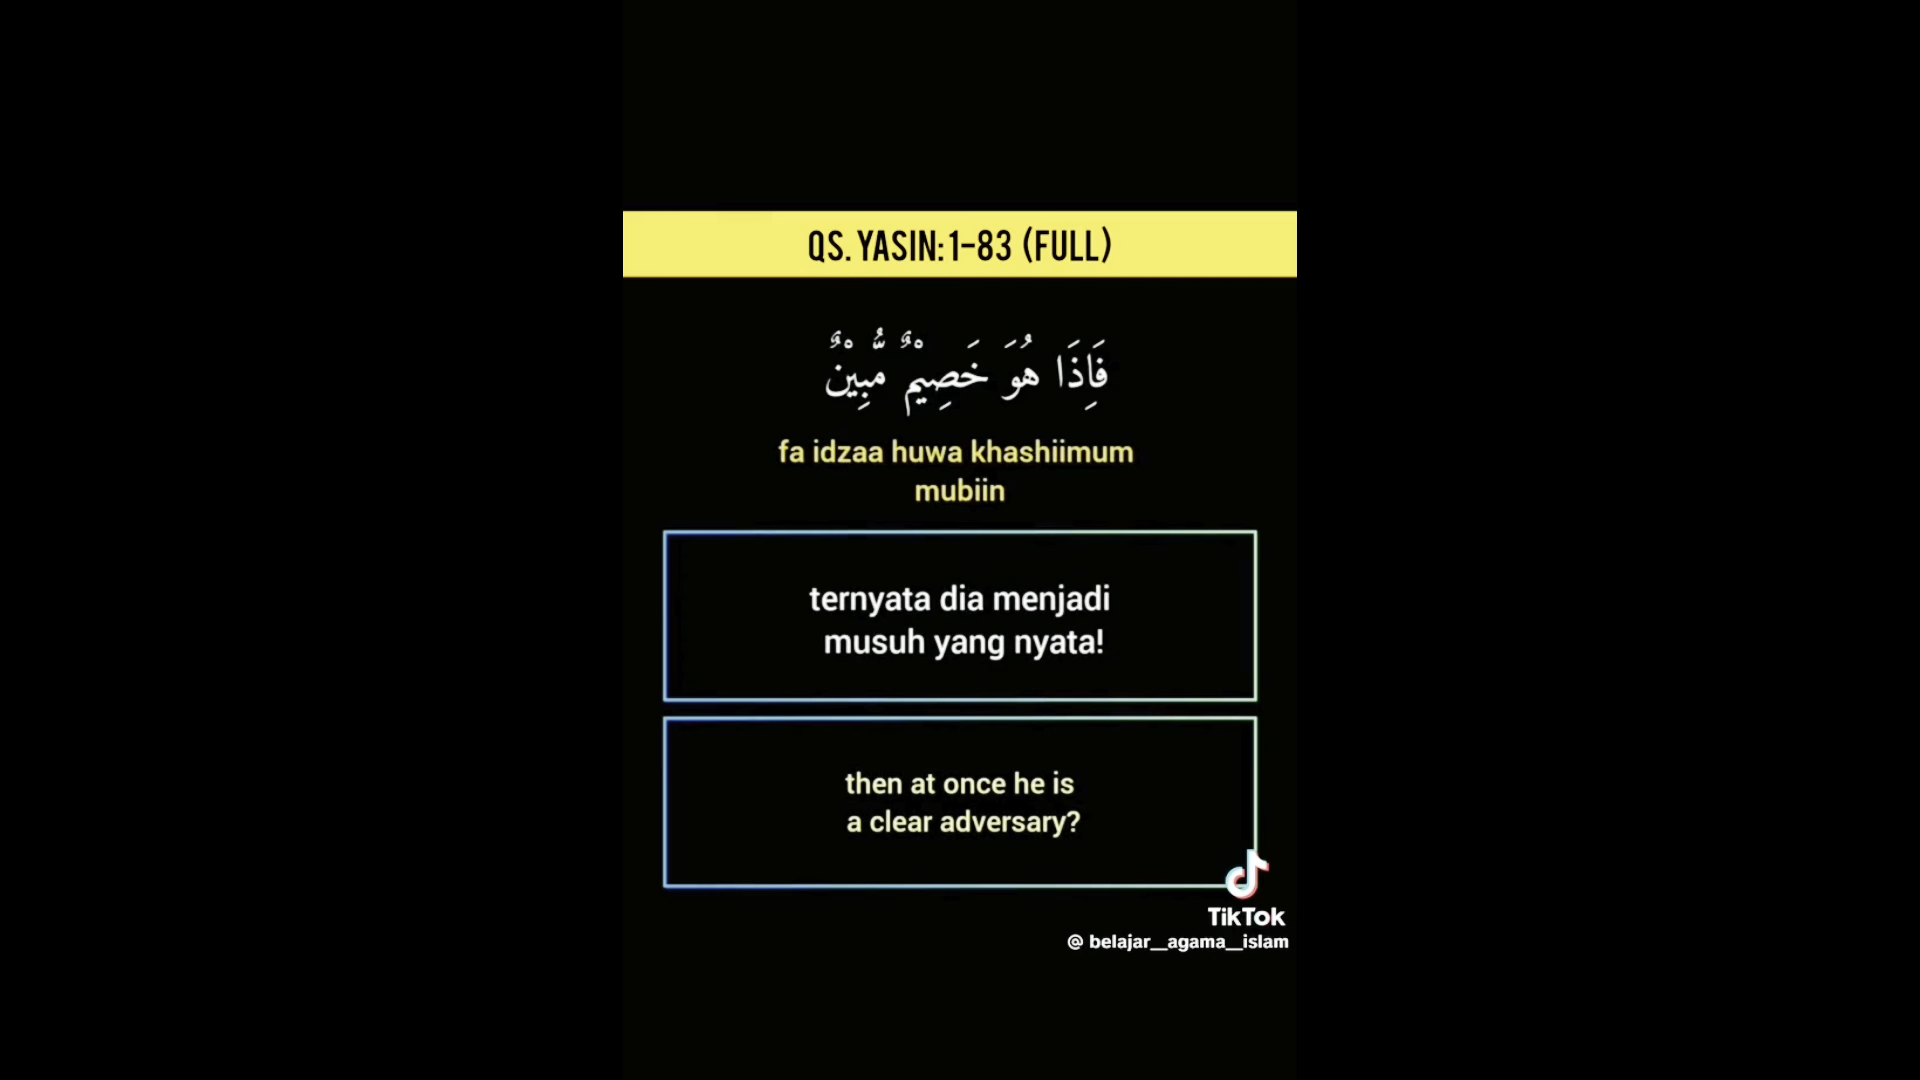 QS. YASIN: 1-83 (FULL)
فَاِذَا هُوَ خَصِيْمٌ مُّبِيْنٌ
fa idzaa huwa khashiimum
mubiin
ternyata dia menjadi
musuh yang nyata!
then at once he is
a clear adversary?
TikTok
@ belajar__agama__islam